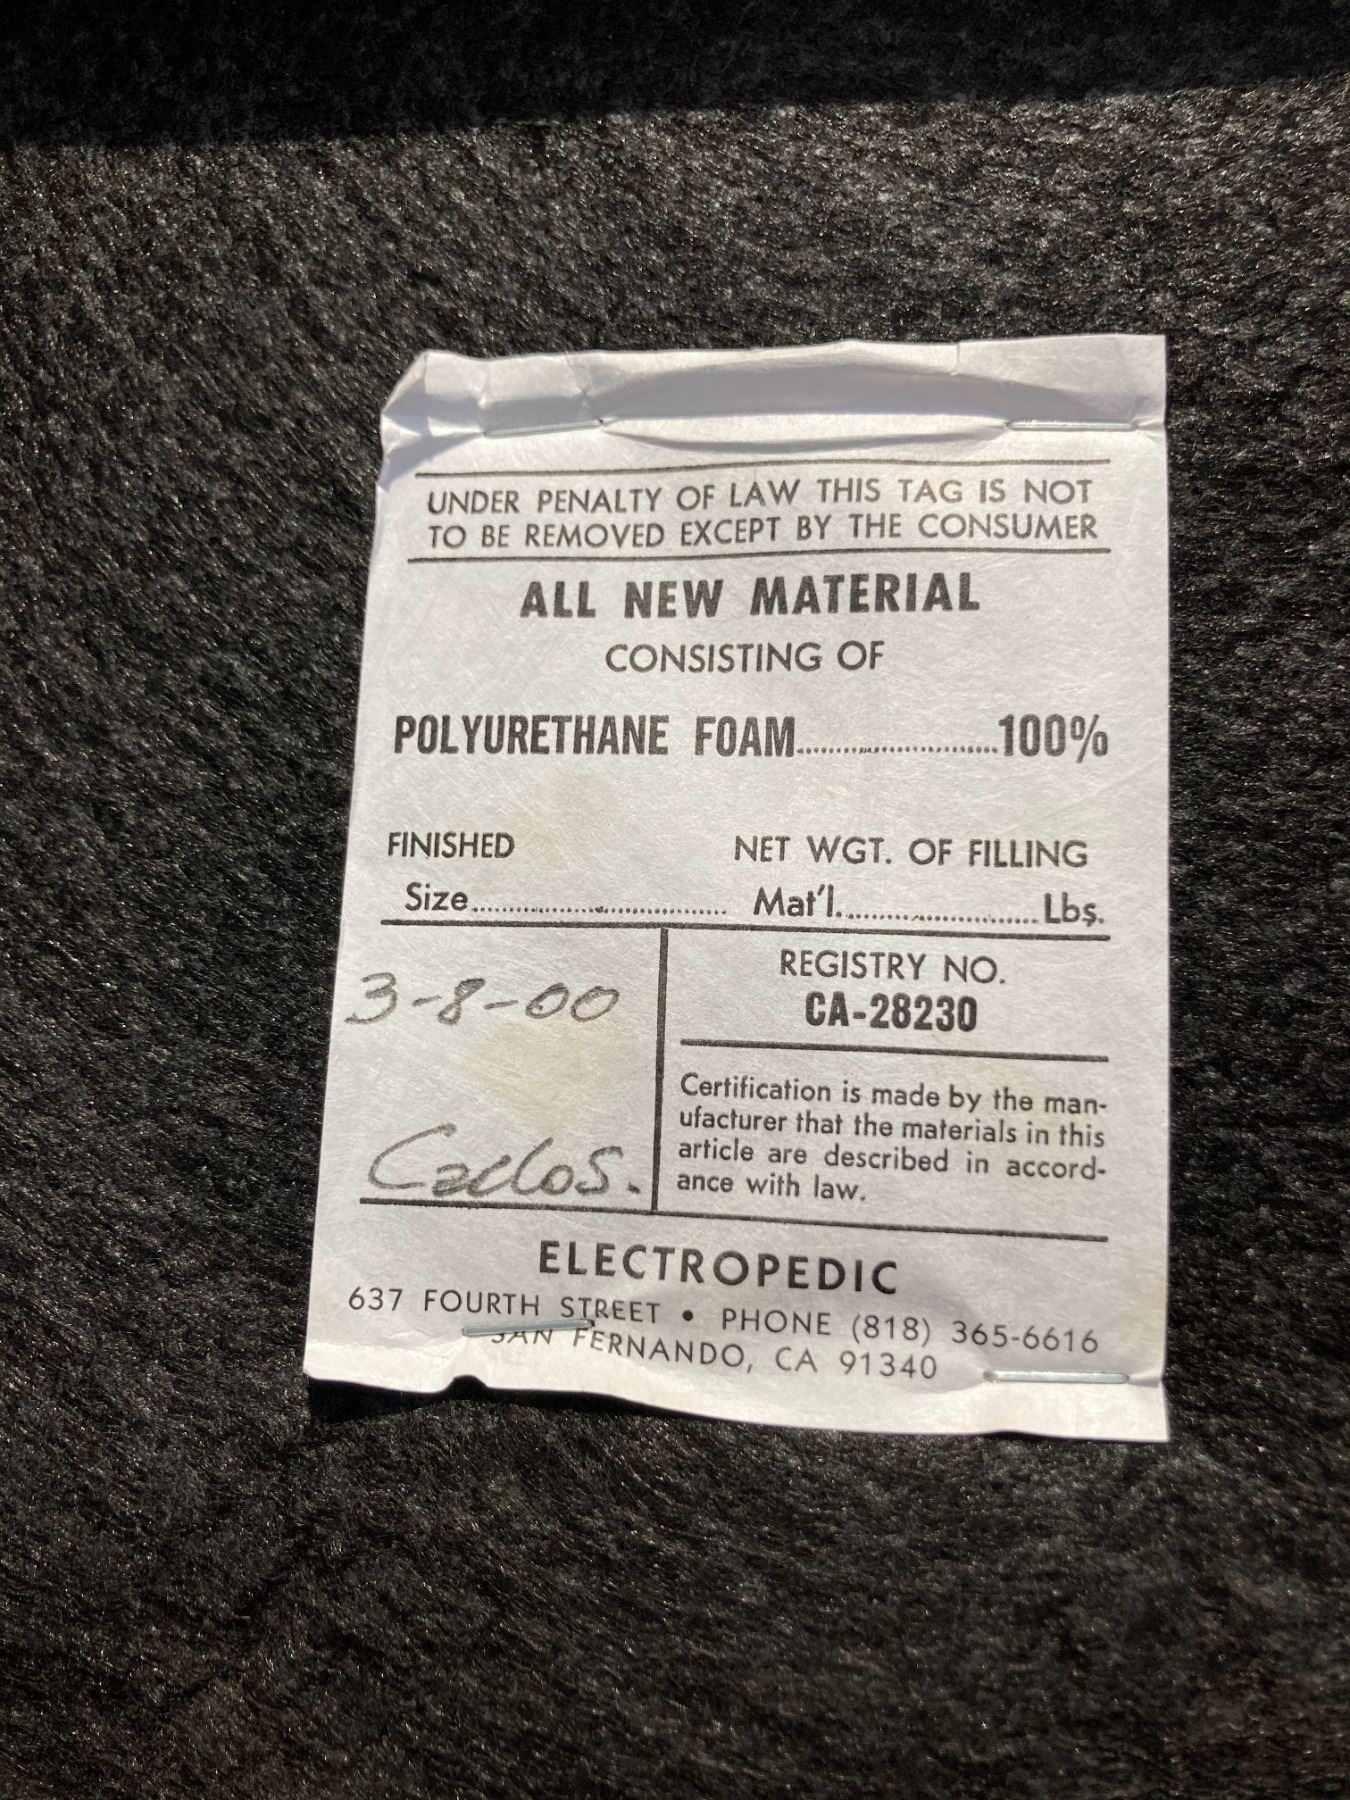 UNDER PENALTY OF LAW THIS TAG IS NOT
TO BE REMOVED EXCEPT BY THE CONSUMER
ALL NEW MATERIAL
CONSISTING OF
POLYURETHANE FOAM........................100%
FINISHED
Size................................
NET WGT. OF FILLING
Mat'l.........................Lbs.
3-8-00
Carlos.
REGISTRY NO.
CA-28230
Certification is made by the man-
ufacturer that the materials in this
article are described in accord-
ance with law.
ELECTROPEDIC
637 FOURTH STREET • PHONE (818) 365-6616
SAN FERNANDO, CA 91340